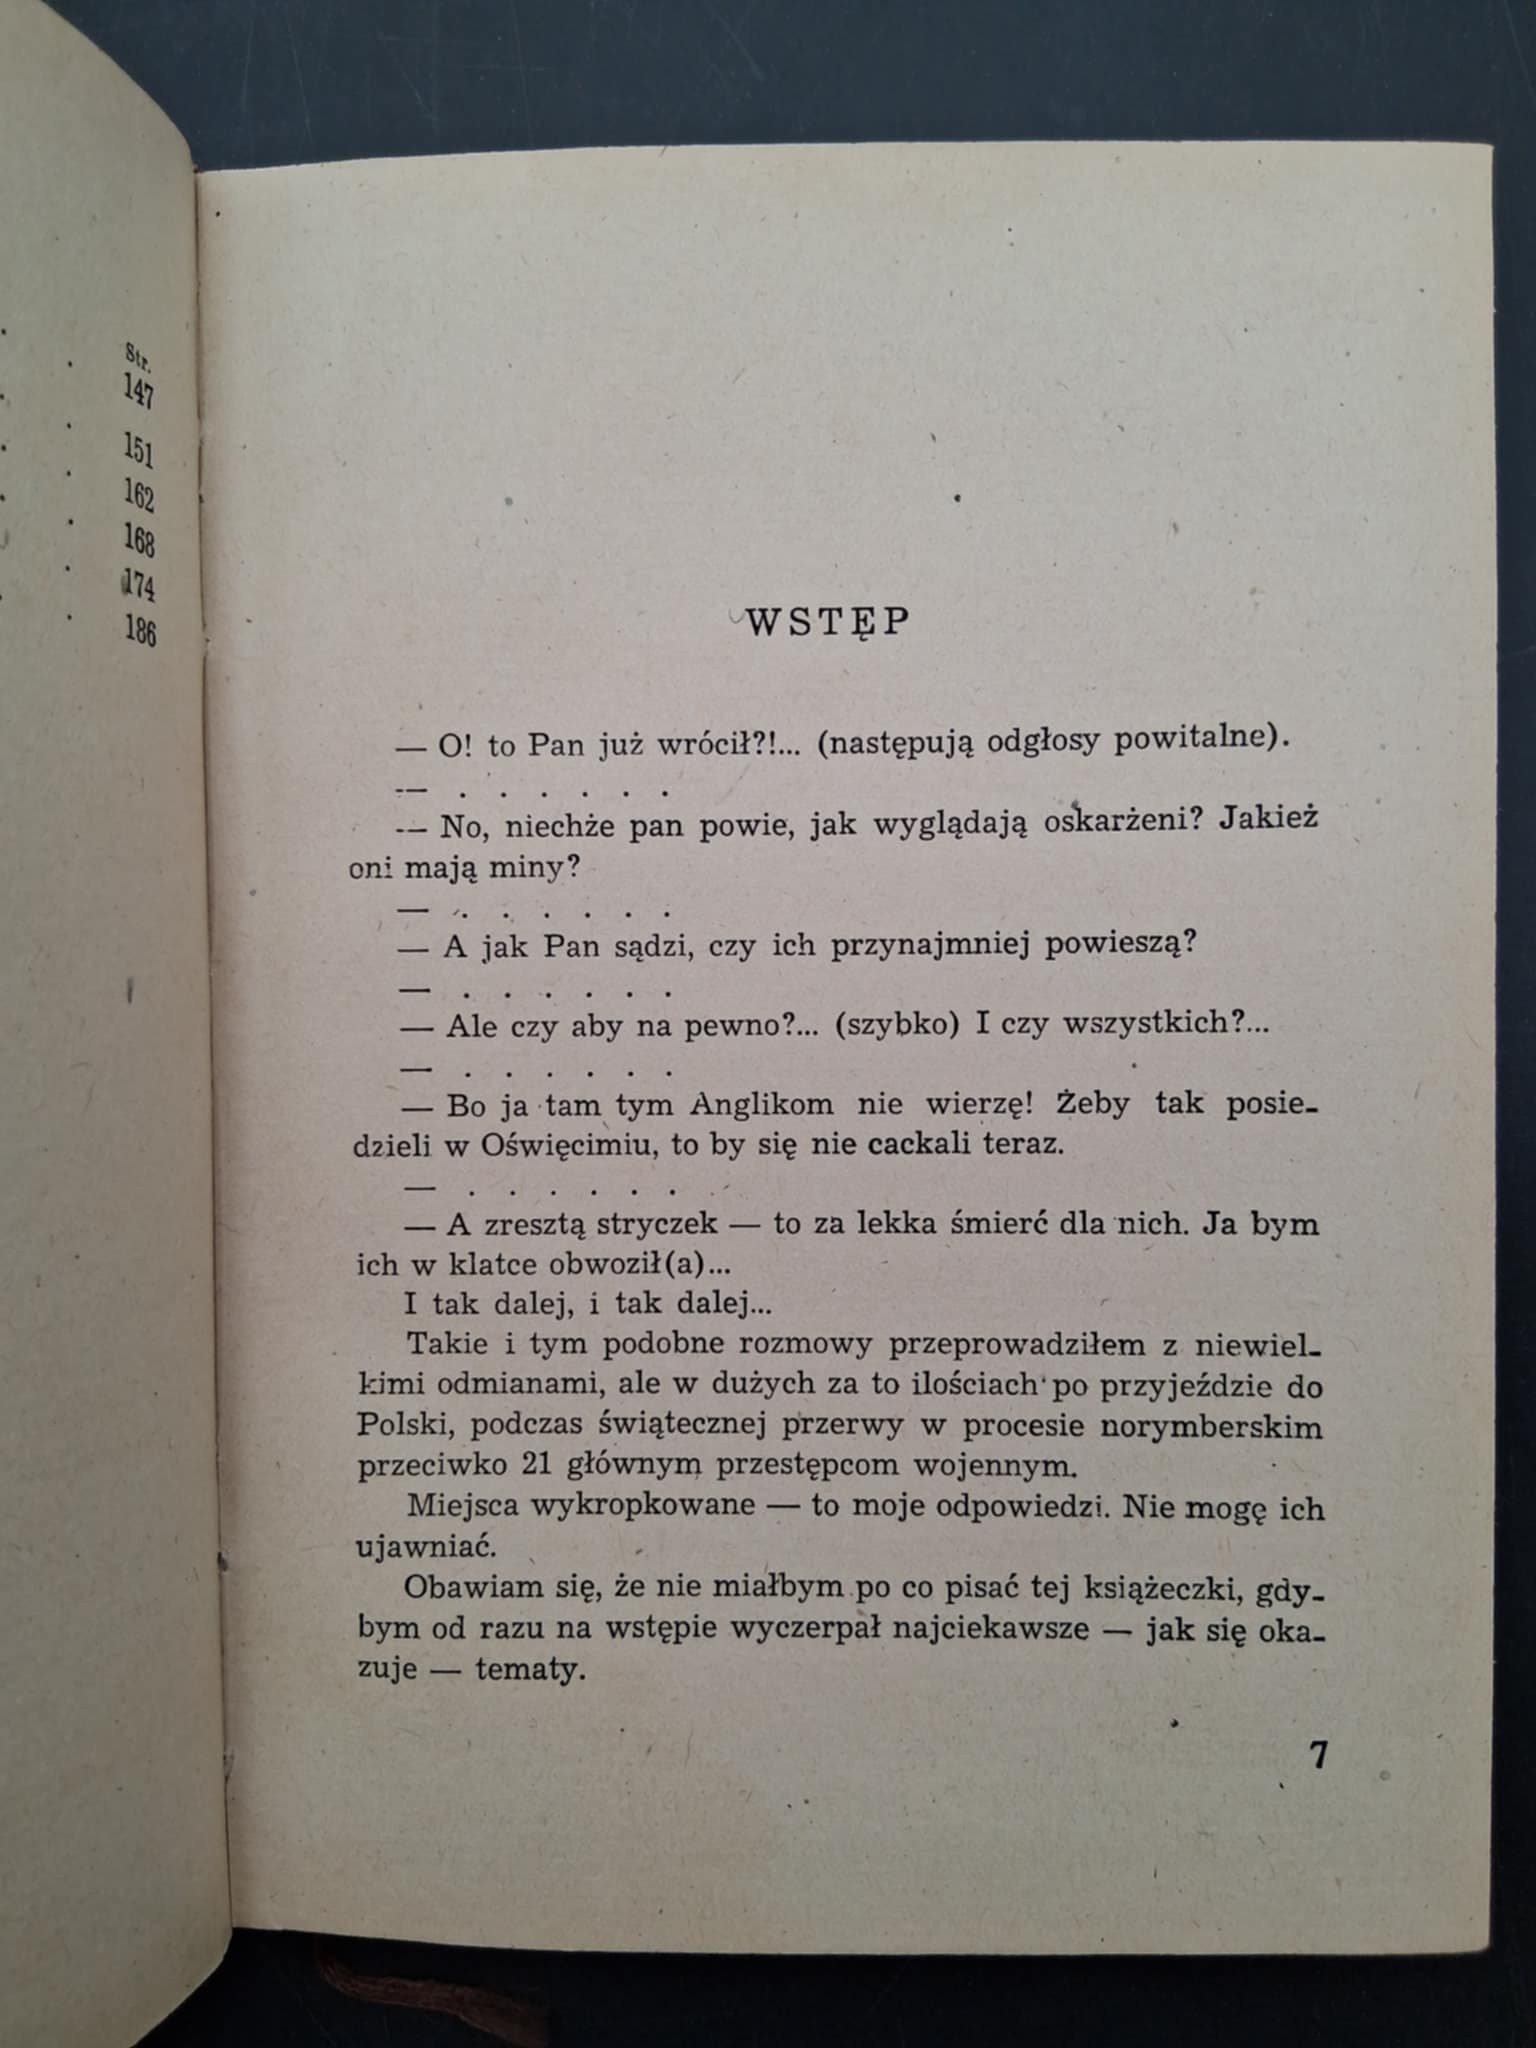 Str.
147
151
162
168
174
186
WSTĘP
— O! to Pan już wrócił?!... (następują odgłosy powitalne).
— . . . . . .
— No, niechże pan powie, jak wyglądają oskarżeni? Jakież
oni mają miny?
— . . . . . .
— A jak Pan sądzi, czy ich przynajmniej powieszą?
— . . . . . .
— Ale czy aby na pewno?... (szybko) I czy wszystkich?...
— . . . . . .
— Bo ja tam tym Anglikom nie wierzę! Żeby tak posie-
dzieli w Oświęcimiu, to by się nie cackali teraz.
— . . . . . .
— A zresztą stryczek — to za lekka śmierć dla nich. Ja bym
ich w klatce obwoził(a)...
I tak dalej, i tak dalej...
Takie i tym podobne rozmowy przeprowadziłem z niewiel-
kimi odmianami, ale w dużych za to ilościach po przyjeździe do
Polski, podczas świątecznej przerwy w procesie norymberskim
przeciwko 21 głównym przestępcom wojennym.
Miejsca wykropkowane — to moje odpowiedzi. Nie mogę ich
ujawniać.
Obawiam się, że nie miałbym po co pisać tej książeczki, gdy-
bym od razu na wstępie wyczerpał najciekawsze — jak się oka-
zuje — tematy.
7